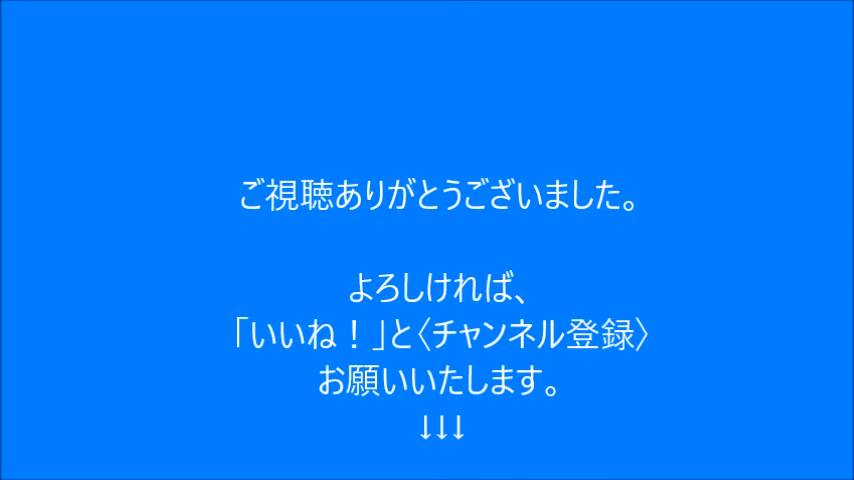 ご視聴ありがとうございました。
よろしければ、
「いいね！」と〈チャンネル登録〉
お願いいたします。
↓↓↓